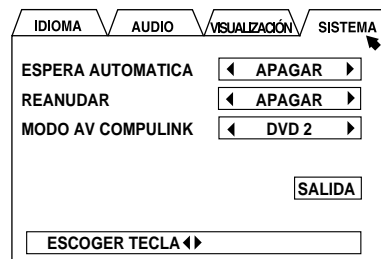 IDIOMA AUDIO VISUALIZACIÓN SISTEMA
ESPERA AUTOMATICA APAGAR
REANUDAR APAGAR
MODO AV COMPULINK DVD 2
SALIDA
ESCOGER TECLA